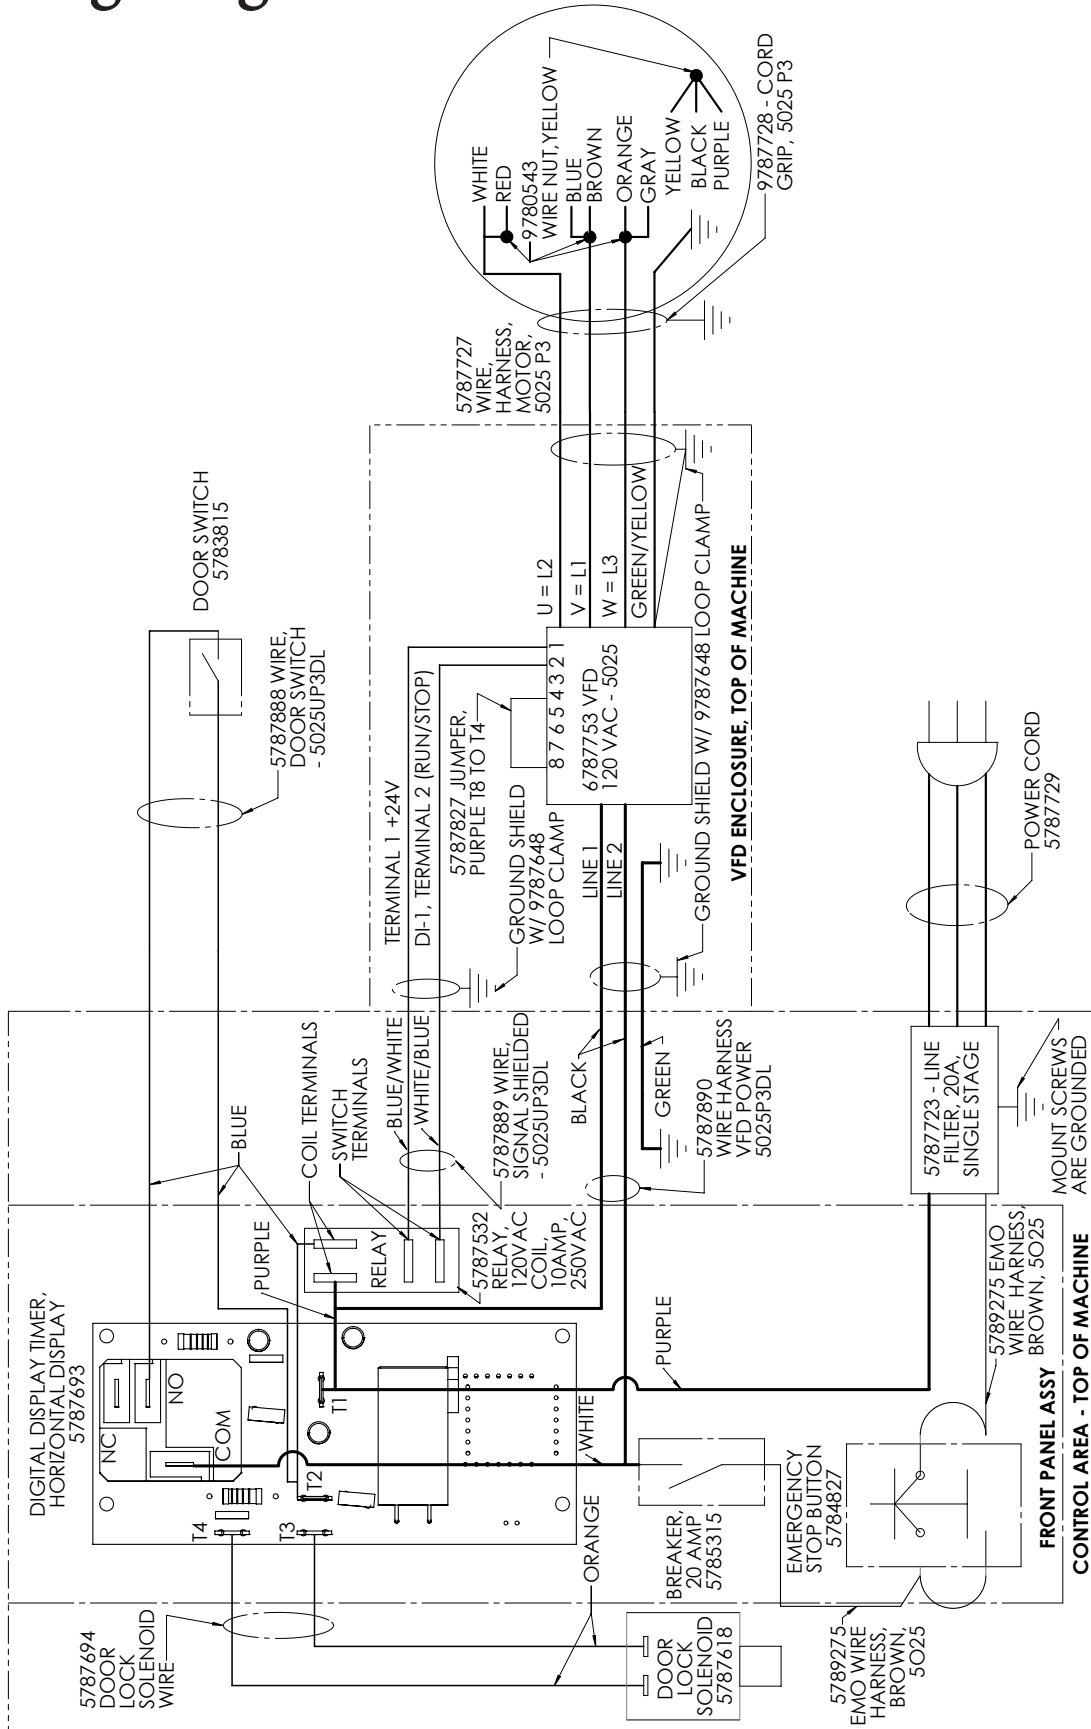 DIGITAL DISPLAY TIMER,
HORIZONTAL DISPLAY
5787693
NC
NO
COM
T1
T2
T3
T4
5787694
DOOR
LOCK
SOLENOID
WIRE
ORANGE
DOOR
LOCK
SOLENOID
5787618
BREAKER,
20 AMP
5785315
EMERGENCY
STOP BUTTON
5784827
5789275
EMO WIRE
HARNESS,
BROWN,
5O25
FRONT PANEL ASSY
CONTROL AREA - TOP OF MACHINE
5789275 EMO
WIRE HARNESS,
BROWN, 5O25
WHITE
PURPLE
PURPLE
BLUE
COIL TERMINALS
SWITCH
TERMINALS
RELAY
5787532
RELAY,
120VAC
COIL,
10AMP,
250VAC
BLUE/WHITE
WHITE/BLUE
5787889 WIRE,
SIGNAL SHIELDED
- 5025UP3DL
BLACK
GREEN
5787890
WIRE HARNESS
VFD POWER
5025P3DL
5787723 - LINE
FILTER, 20A,
SINGLE STAGE
MOUNT SCREWS
ARE GROUNDED
POWER CORD
5787729
DOOR SWITCH
5783815
5787888 WIRE,
DOOR SWITCH
- 5025UP3DL
TERMINAL 1 +24V
DI-1, TERMINAL 2 (RUN/STOP)
5787827 JUMPER,
PURPLE T8 TO T4
GROUND SHIELD
W/ 9787648
LOOP CLAMP
LINE 1
LINE 2
8 7 6 5 4 3 2 1
6787753 VFD
120 VAC - 5025
GROUND SHIELD W/ 9787648 LOOP CLAMP
VFD ENCLOSURE, TOP OF MACHINE
U = L2
V = L1
W = L3
GREEN/YELLOW
5787727
WIRE,
HARNESS,
MOTOR,
5025 P3
WHITE
RED
9780543
WIRE NUT,YELLOW
BLUE
BROWN
ORANGE
GRAY
YELLOW
BLACK
PURPLE
9787728 - CORD
GRIP, 5025 P3